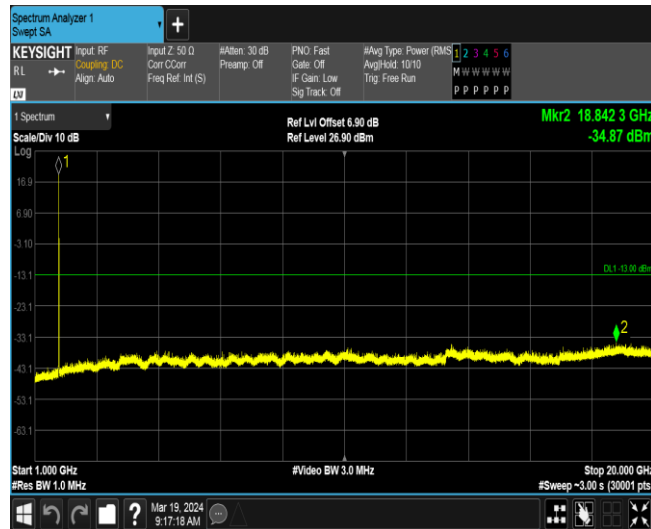 Spectrum Analyzer 1
Swept SA
+
KEYSIGHT Input: RF Input Z: 50 Ω #Atten: 30 dB PNO: Fast #Avg Type: Power (RMS 1 2 3 4 5 6
RL Coupling: DC Corr CCorr Preamp: Off Gate: Off Avg|Hold: 10/10 M W W W W W
Align: Auto Freq Ref: Int (S) IF Gain: Low Trig: Free Run
Sig Track: Off P P P P P P
LXI
1 Spectrum
Ref Lvl Offset 6.90 dB Mkr2 18.842 3 GHz
Scale/Div 10 dB Ref Level 26.90 dBm -34.87 dBm
Log
1
16.9
6.90
-3.10
-13.1
DL1 -13.00 dBm
-23.1
-33.1
2
-43.1
-53.1
-63.1
Start 1.000 GHz #Video BW 3.0 MHz Stop 20.000 GHz
#Res BW 1.0 MHz #Sweep ~3.00 s (30001 pts
? Mar 19, 2024
9:17:18 AM